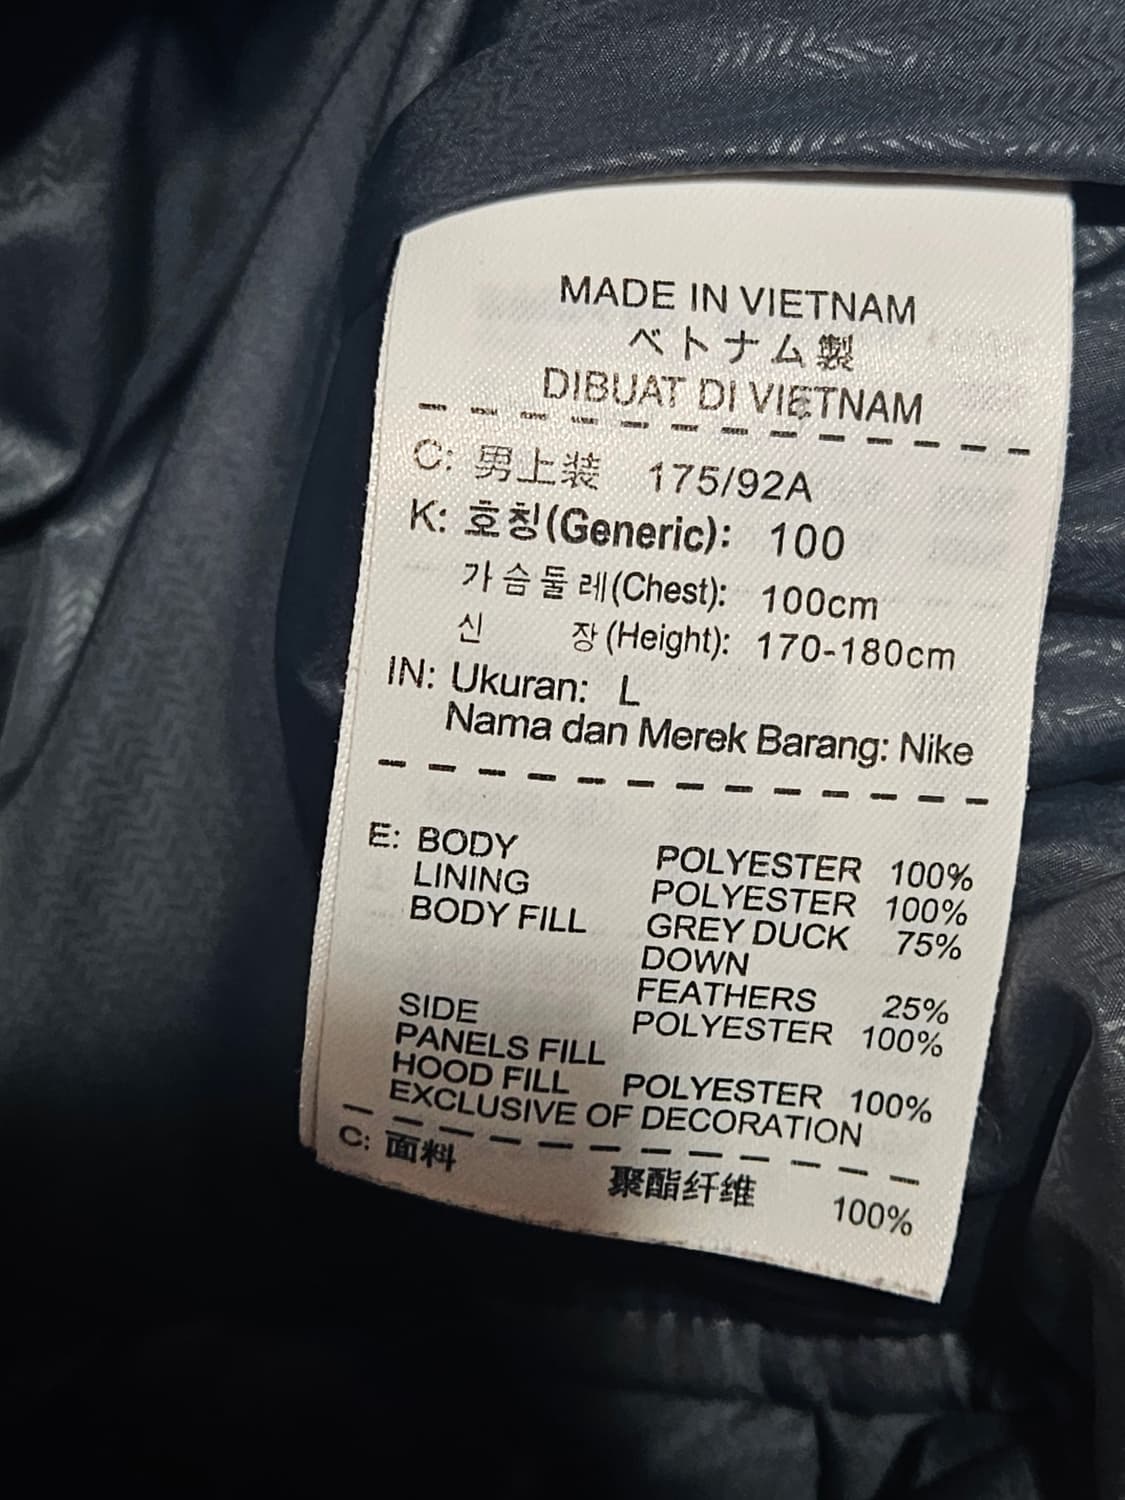 MADE IN VIETNAM
ベトナム製
DIBUAT DI VIETNAM
C: 男上装 175/92A
K: 호칭(Generic): 100
가슴둘레(Chest): 100cm
신 장(Height): 170-180cm
IN: Ukuran: L
Nama dan Merek Barang: Nike
E: BODY POLYESTER 100%
LINING POLYESTER 100%
BODY FILL GREY DUCK 75%
DOWN
FEATHERS 25%
SIDE POLYESTER 100%
PANELS FILL
HOOD FILL POLYESTER 100%
EXCLUSIVE OF DECORATION
C: 面料 聚酯纤维 100%